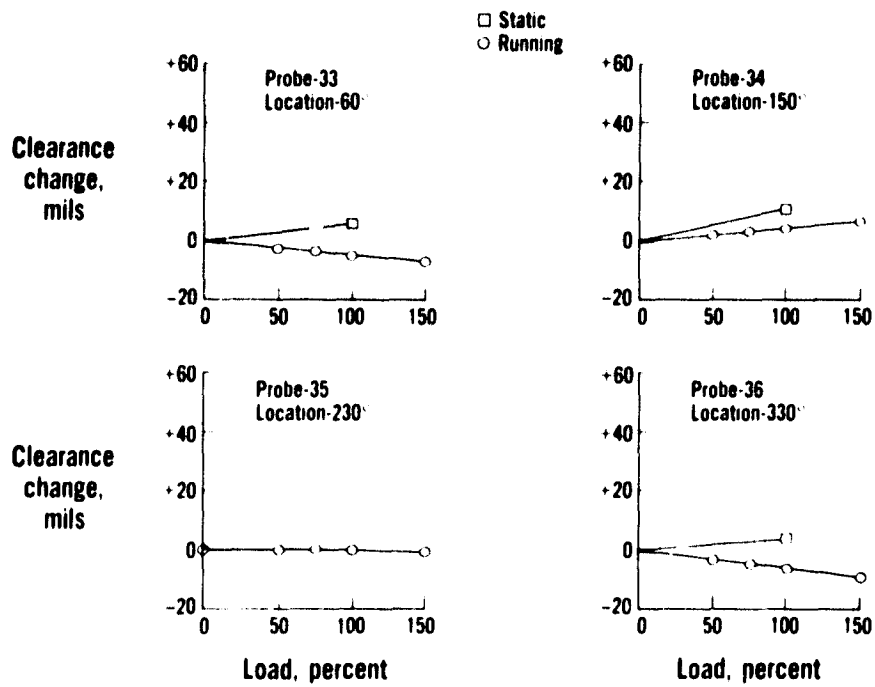 Static
Running
Probe-33
Location-60°
+60
+40
+20
0
-20
0 50 100 150
Clearance
change,
mils
Probe-34
Location-150°
+60
+40
+20
0
-20
0 50 100 150
Probe-35
Location-230°
+60
+40
+20
0
-20
0 50 100 150
Clearance
change,
mils
Load, percent
Probe-36
Location-330°
+60
+40
+20
0
-20
0 50 100 150
Load, percent